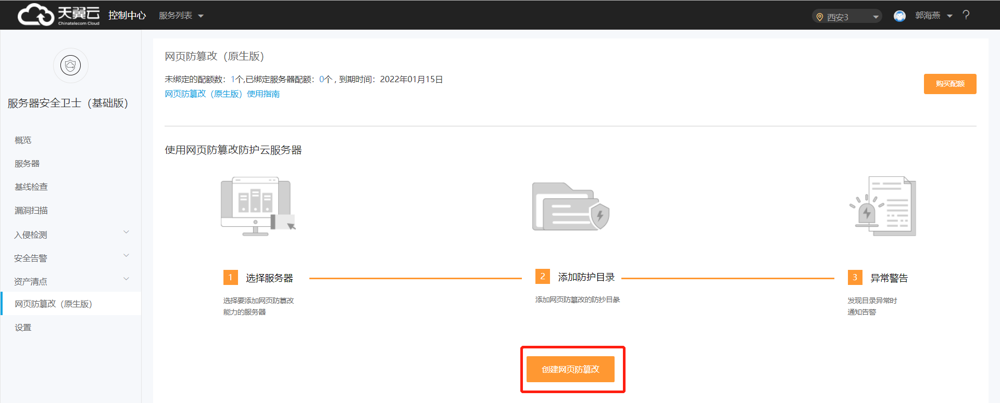 天翼云
Chinatelecom Cloud
控制中心
服务列表
西安3
郭海燕
?
服务器安全卫士（基础版）
概览
服务器
基线检查
漏洞扫描
入侵检测
安全告警
资产清点
网页防篡改（原生版）
设置
网页防篡改（原生版）
未绑定的配额数：1个,已绑定服务器配额：0个 , 到期时间：2022年01月15日
网页防篡改（原生版）使用指南
购买配额
使用网页防篡改防护云服务器
1 选择服务器
选择要添加网页防篡改
能力的服务器
2 添加防护目录
添加网页防篡改的防抄目录
3 异常警告
发现目录异常时
通知告警
创建网页防篡改